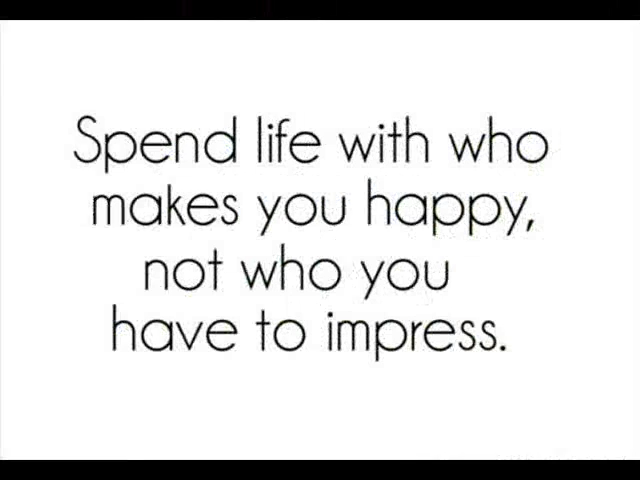 Spend life with who
makes you happy,
not who you
have to impress.